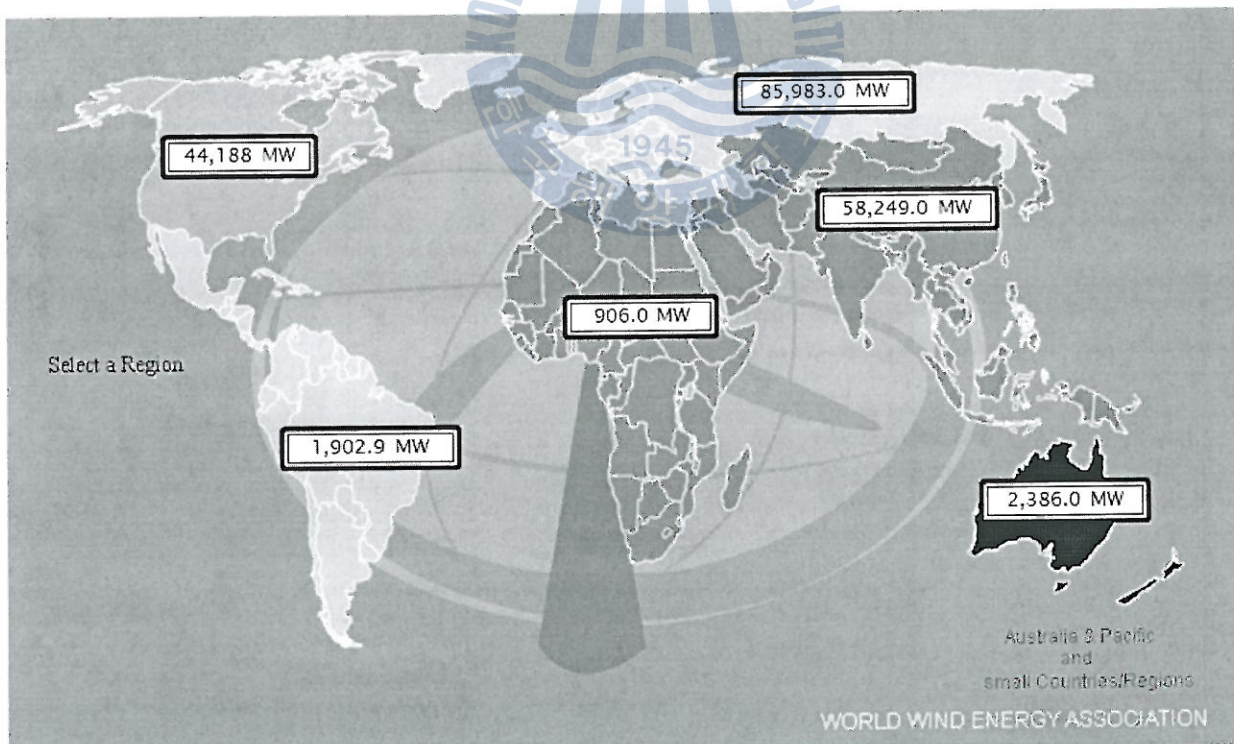 85,983.0 MW
44,188 MW
1945
58,249.0 MW
906.0 MW
Select a Region
1,902.9 MW
2,386.0 MW
Australia & Pacific
and
small Countries/Regions
WORLD WIND ENERGY ASSOCIATION